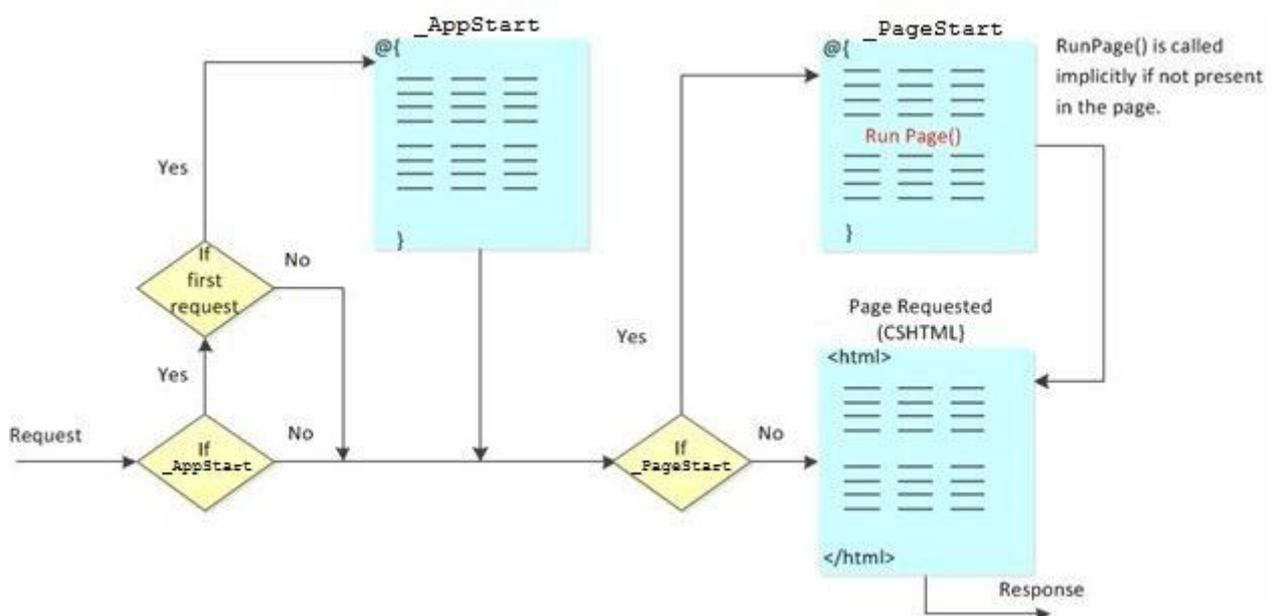 _AppStart
@{
}
_PageStart
@{
Run Page()
}
RunPage() is called
implicitly if not present
in the page.
Yes
If
first
request
No
Yes
Request
If
_AppStart
No
Yes
If
_PageStart
No
Page Requested
(CSHTML)
<html>
</html>
Response